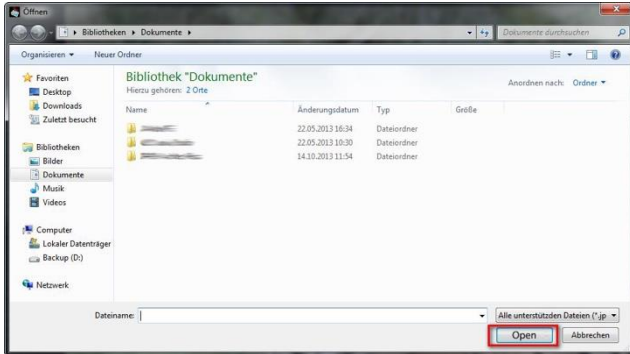 Öffnen
Bibliotheken ▸ Dokumente ▸
Dokumente durchsuchen
Organisieren ▾ Neuer Ordner
Favoriten
Desktop
Downloads
Zuletzt besucht
Bibliotheken
Bilder
Dokumente
Musik
Videos
Computer
Lokaler Datenträger
Backup (D:)
Netzwerk
Bibliothek "Dokumente"
Hierzu gehören: 2 Orte
Anordnen nach: Ordner ▾
Name Änderungsdatum Typ Größe
22.05.2013 16:34 Dateiordner
22.05.2013 10:30 Dateiordner
14.10.2013 11:54 Dateiordner
Dateiname:
Alle unterstützden Dateien (*.jp
Open Abbrechen